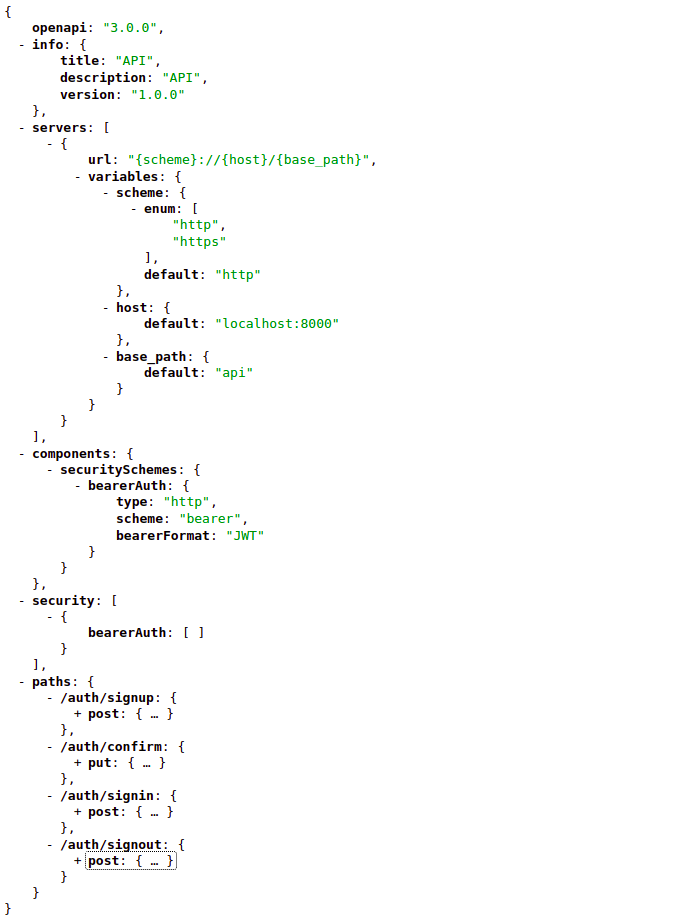 {
openapi: "3.0.0",
- info: {
title: "API",
description: "API",
version: "1.0.0"
},
- servers: [
- {
url: "{scheme}://{host}/{base_path}",
- variables: {
- scheme: {
- enum: [
"http",
"https"
],
default: "http"
},
- host: {
default: "localhost:8000"
},
- base_path: {
default: "api"
}
}
}
],
- components: {
- securitySchemes: {
- bearerAuth: {
type: "http",
scheme: "bearer",
bearerFormat: "JWT"
}
}
},
- security: [
- {
bearerAuth: [ ]
}
],
- paths: {
- /auth/signup: {
+ post: { … }
},
- /auth/confirm: {
+ put: { … }
},
- /auth/signin: {
+ post: { … }
},
- /auth/signout: {
+ post: { … }
}
}
}